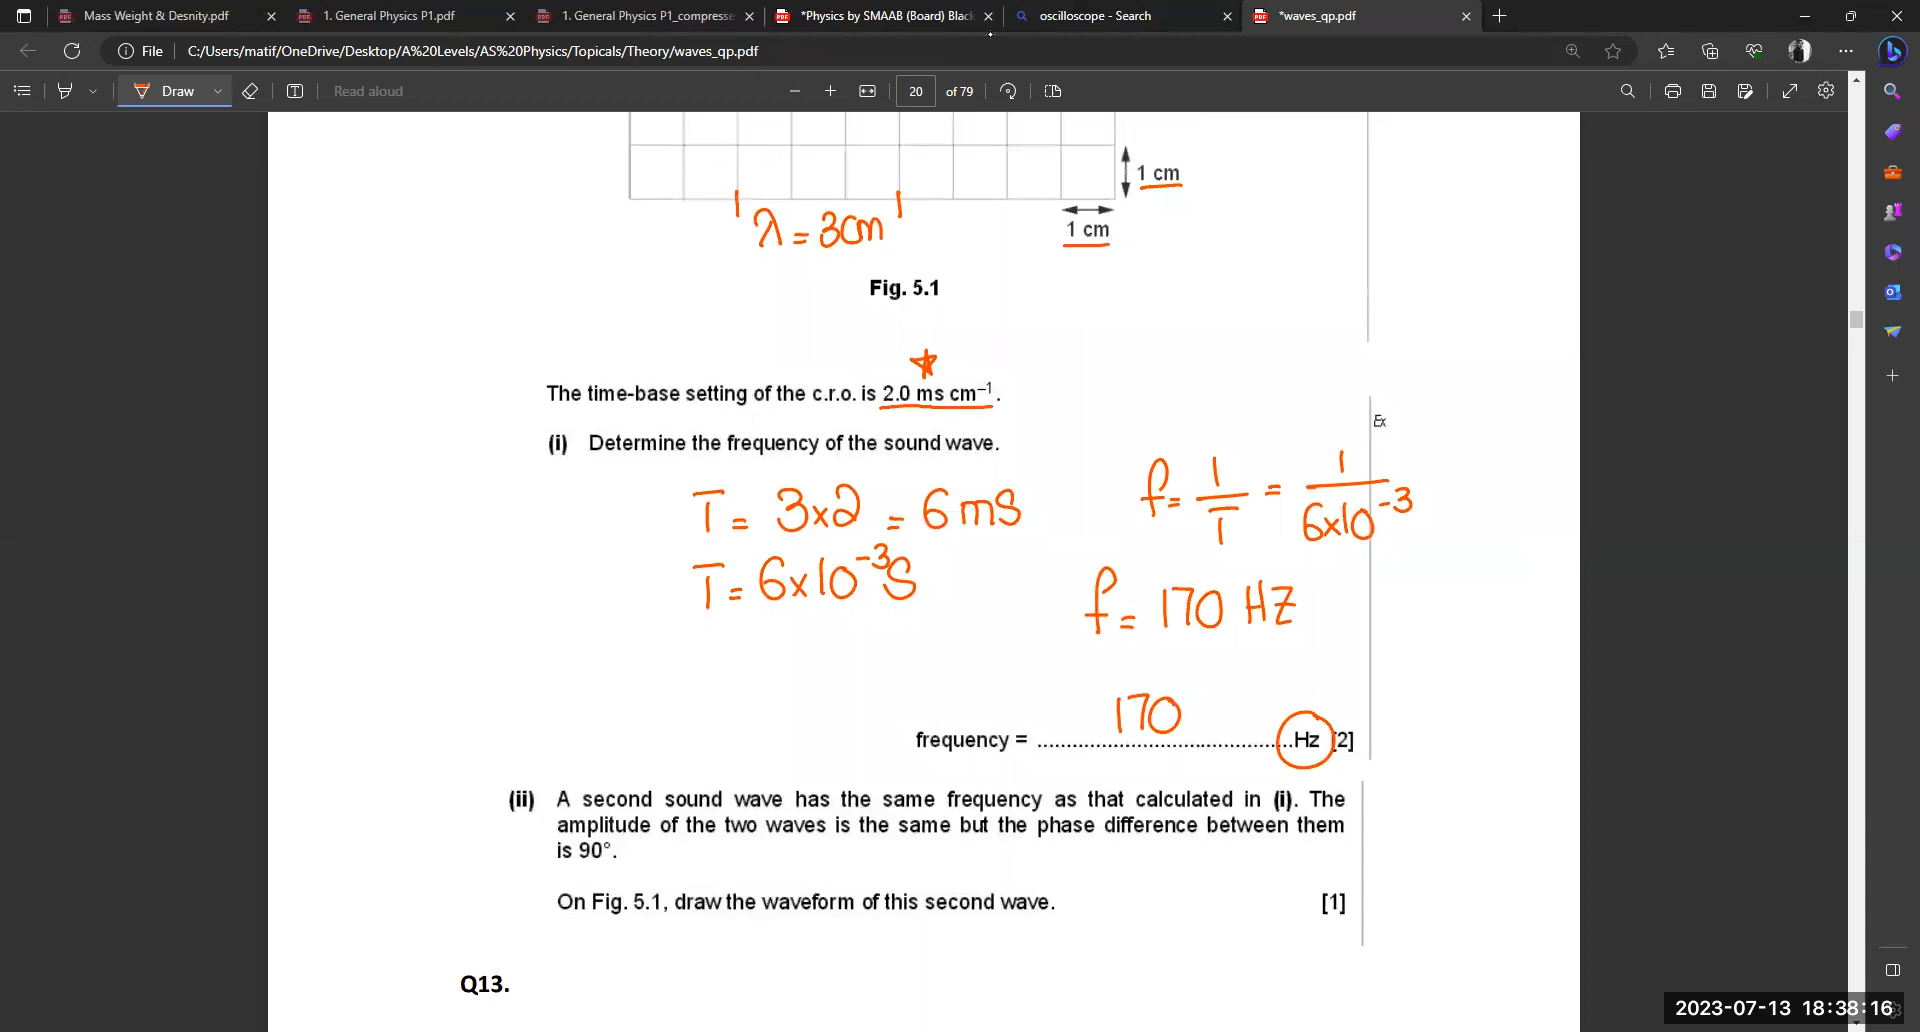 Mass Weight & Desnity.pdf
1. General Physics P1.pdf
1. General Physics P1_compresse
*Physics by SMAAB (Board) Blac
oscilloscope - Search
*waves_qp.pdf
File
C:/Users/matif/OneDrive/Desktop/A%20Levels/AS%20Physics/Topicals/Theory/waves_qp.pdf
Draw
Read aloud
20
of 79
1 cm
λ = 3cm
1 cm
Fig. 5.1
The time-base setting of the c.r.o. is 2.0 ms cm⁻¹.
Ex
(i) Determine the frequency of the sound wave.
T = 3x2 = 6 ms
f = 1/T = 1/6x10⁻³
T = 6x10⁻³S
f = 170 HZ
170
frequency = ............................................Hz [2]
(ii) A second sound wave has the same frequency as that calculated in (i). The
amplitude of the two waves is the same but the phase difference between them
is 90°.
On Fig. 5.1, draw the waveform of this second wave. [1]
Q13.
2023-07-13 18:38:16